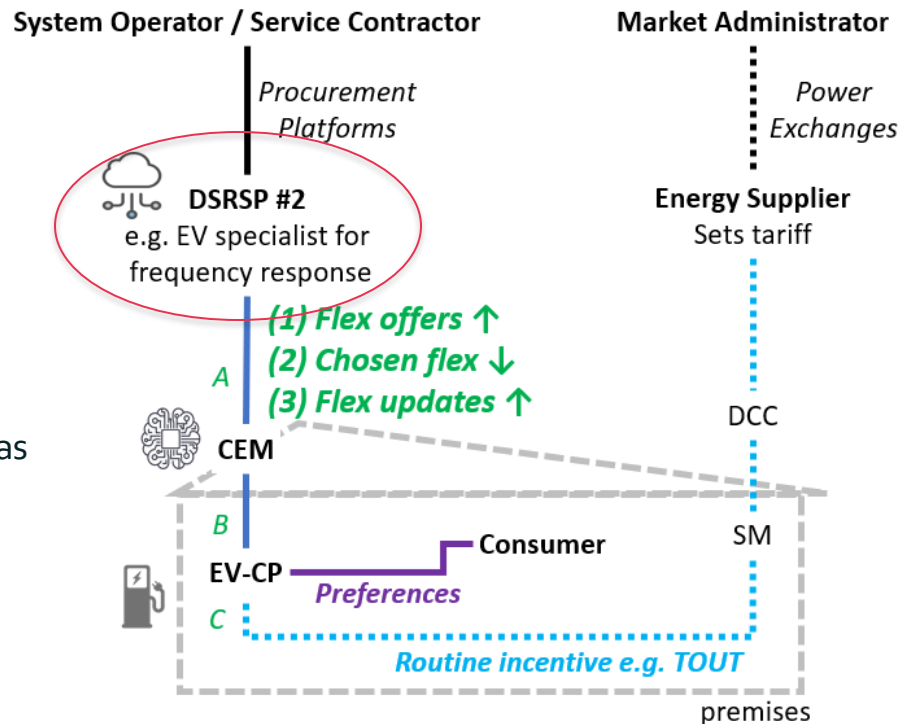 System Operator / Service Contractor
Market Administrator
Procurement
Platforms
Power
Exchanges
DSRSP #2
e.g. EV specialist for
frequency response
Energy Supplier
Sets tariff
(1) Flex offers ↑
(2) Chosen flex ↓
(3) Flex updates ↑
A
DCC
as
CEM
B
SM
Consumer
EV-CP
Preferences
C
Routine incentive e.g. TOUT
premises